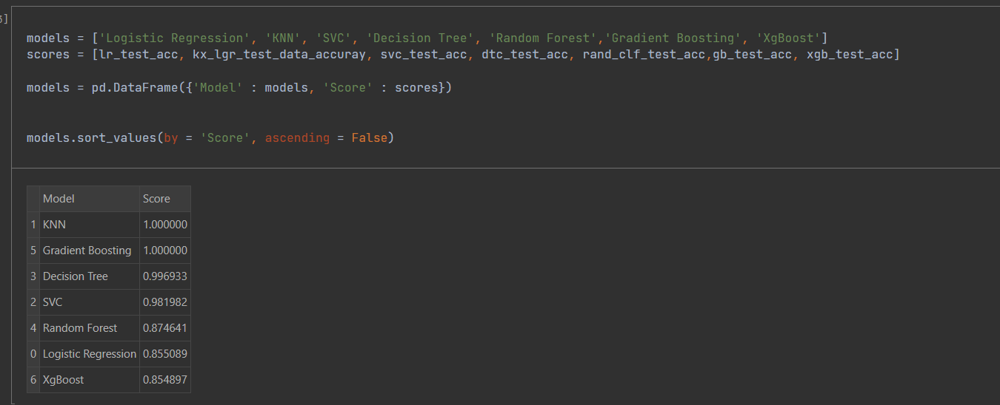 3]
models = ['Logistic Regression', 'KNN', 'SVC', 'Decision Tree', 'Random Forest','Gradient Boosting', 'XgBoost']
scores = [lr_test_acc, kx_lgr_test_data_accuray, svc_test_acc, dtc_test_acc, rand_clf_test_acc,gb_test_acc, xgb_test_acc]
models = pd.DataFrame({'Model' : models, 'Score' : scores})
models.sort_values(by = 'Score', ascending = False)
Model Score
1 KNN 1.000000
5 Gradient Boosting 1.000000
3 Decision Tree 0.996933
2 SVC 0.981982
4 Random Forest 0.874641
0 Logistic Regression 0.855089
6 XgBoost 0.854897